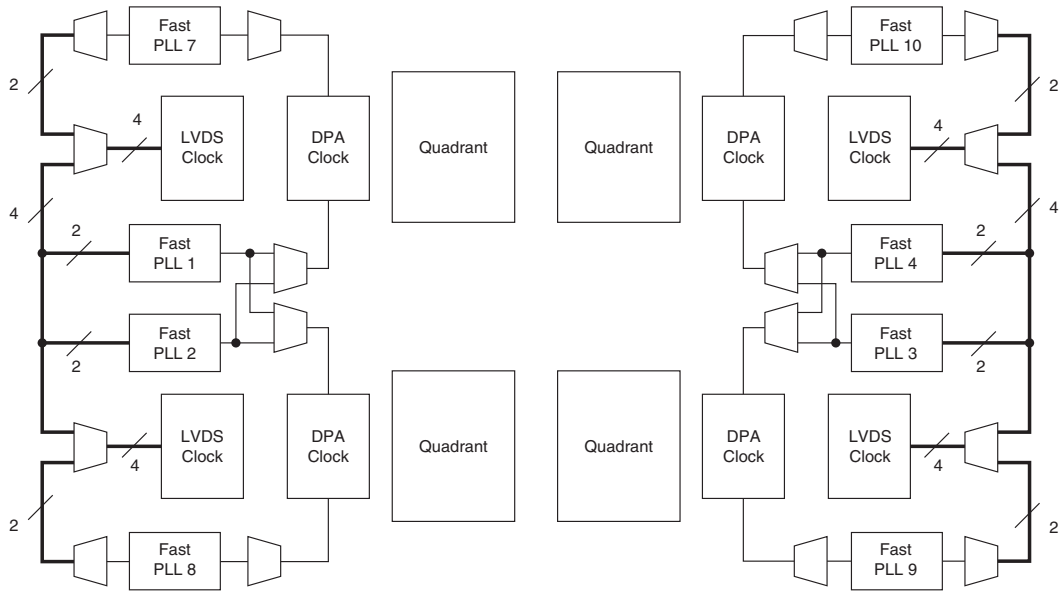 Fast
PLL 7
Fast
PLL 10
2
2
4
LVDS
Clock
DPA
Clock
Quadrant
Quadrant
DPA
Clock
LVDS
Clock
4
4
2
Fast
PLL 1
Fast
PLL 4
2
4
2
Fast
PLL 2
Fast
PLL 3
2
4
LVDS
Clock
DPA
Clock
Quadrant
Quadrant
DPA
Clock
LVDS
Clock
4
2
2
Fast
PLL 8
Fast
PLL 9